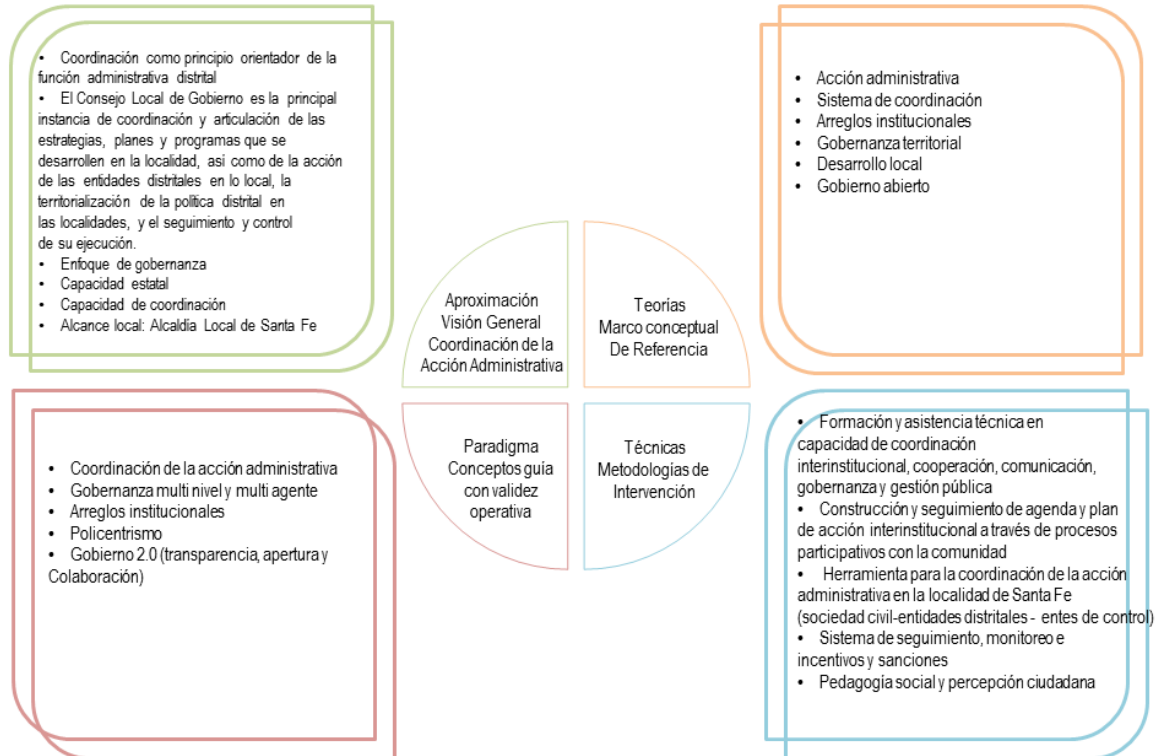 • Coordinación como principio orientador de la
función administrativa distrital
• El Consejo Local de Gobierno es la principal
instancia de coordinación y articulación de las
estrategias, planes y programas que se
desarrollen en la localidad, asi como de la acción
de las entidades distritales en lo local, la
territorialización de la política distrital en
las localidades, y el seguimiento y control
de su ejecución.
• Enfoque de gobernanza
• Capacidad estatal
• Capacidad de coordinación
• Alcance local: Alcaldía Local de Santa Fe
• Acción administrativa
• Sistema de coordinación
• Arreglos institucionales
• Gobernanza territorial
• Desarrollo local
• Gobierno abierto
Aproximación
Visión General
Coordinación de la
Acción Administrativa
Teorías
Marco conceptual
De Referencia
Paradigma
Conceptos guía
con validez
operativa
Técnicas
Metodologías de
Intervención
• Coordinación de la acción administrativa
• Gobernanza multi nivel y multi agente
• Arreglos institucionales
• Policentrismo
• Gobierno 2.0 (transparencia, apertura y
Colaboración)
• Formación y asistencia técnica en
capacidad de coordinación
interinstitucional, cooperación, comunicación,
gobernanza y gestión pública
• Construcción y seguimiento de agenda y plan
de acción interinstitucional a través de procesos
participativos con la comunidad
• Herramienta para la coordinación de la acción
administrativa en la localidad de Santa Fe
(sociedad civil-entidades distritales - entes de control)
• Sistema de seguimiento, monitoreo e
incentivos y sanciones
• Pedagogía social y percepción ciudadana